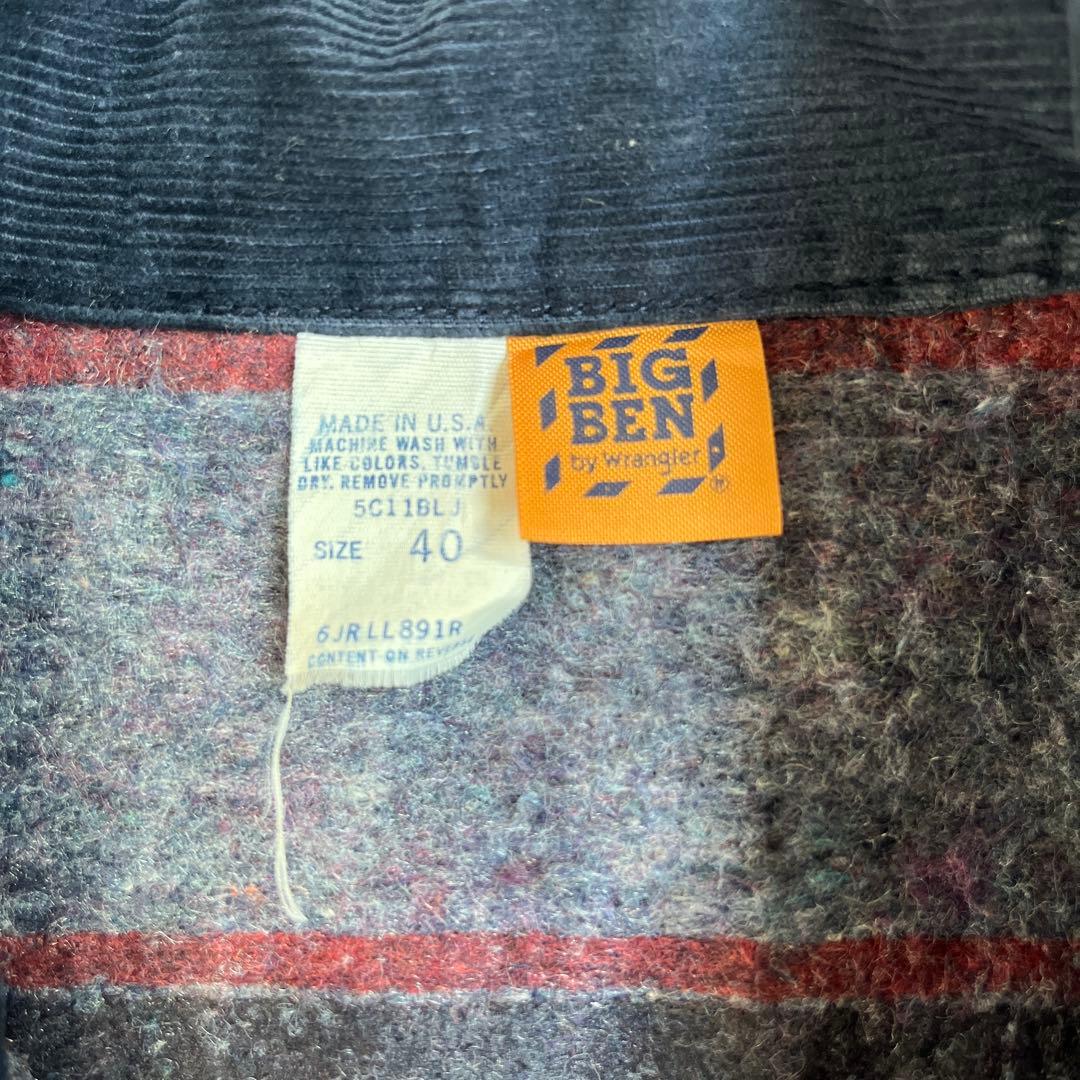 MADE IN U.S.A.
MACHINE WASH WITH
LIKE COLORS, TUMBLE
DRY. REMOVE PROMPTLY
5C11BLJ
SIZE 40
6JRLL891R
CONTENT ON
BIG
BEN
by Wrangler
®